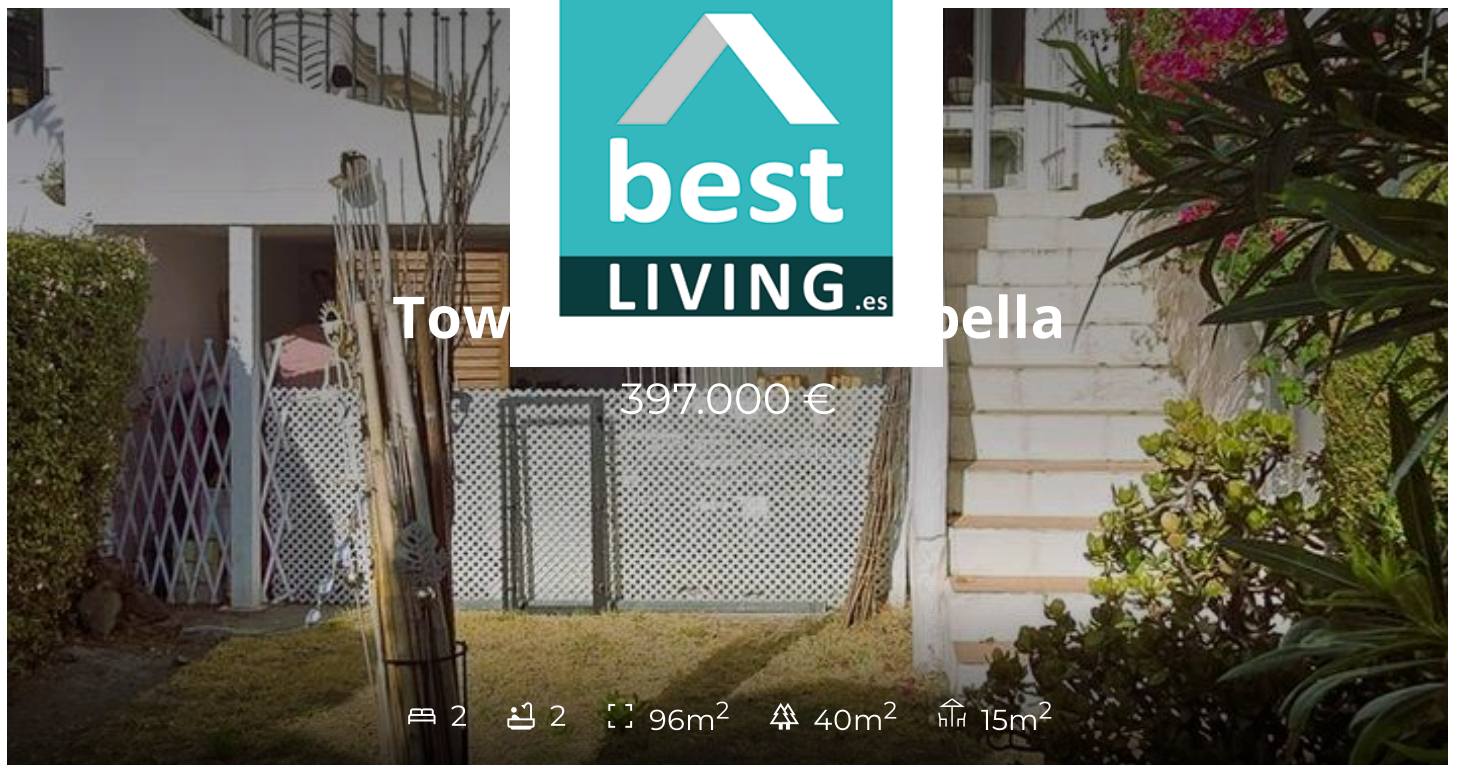 best
LIVING.es
Tow bella
397.000 €
2 2 96m² 40m² 15m²